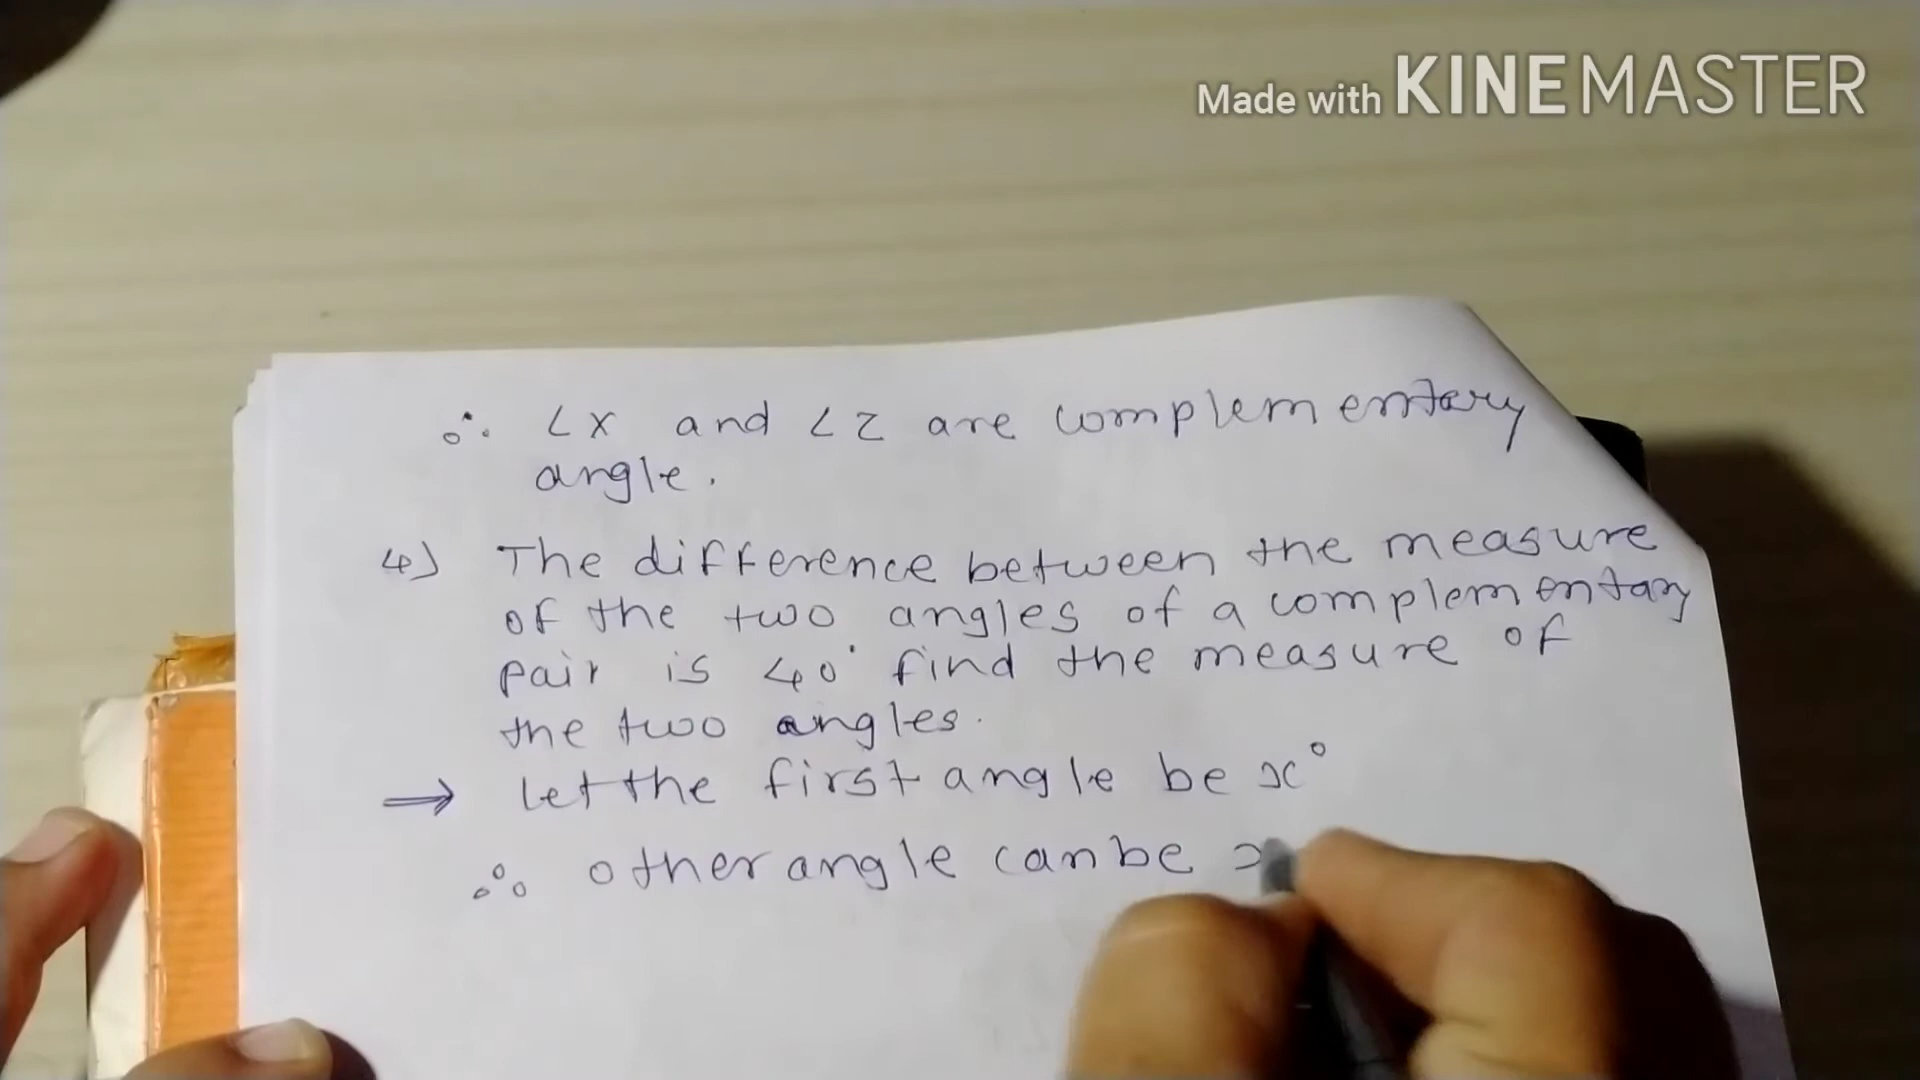 Made with KINEMASTER
∴ ∠X and ∠Z are complementary
angle.
4) The difference between the measure
of the two angles of a complementary
pair is 40° find the measure of
the two angles.
⇒ Let the first angle be x°
∴ other angle can be x